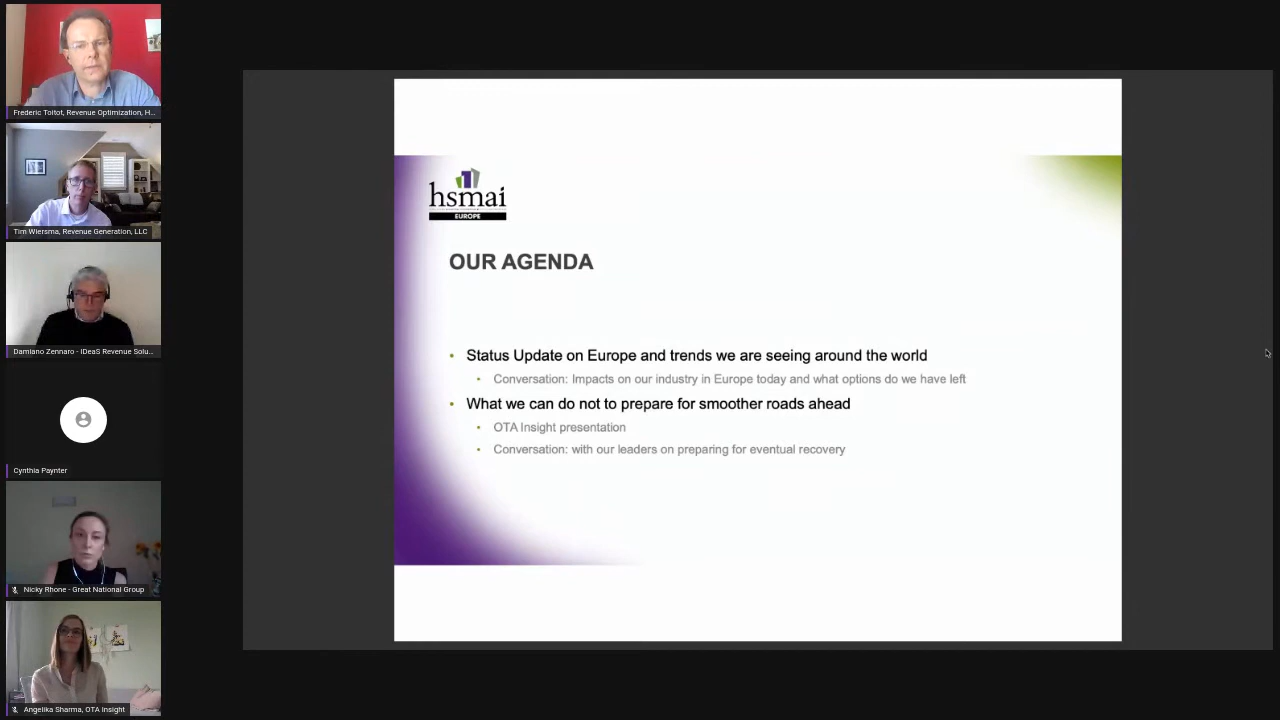 Frederic Toitot, Revenue Optimization, H...
Tim Wiersma, Revenue Generation, LLC
Damiano Zennaro - IDeaS Revenue Solu...
Cynthia Paynter
Nicky Rhone - Great National Group
Angelika Sharma, OTA Insight
hsmai
EUROPE
OUR AGENDA
• Status Update on Europe and trends we are seeing around the world
• Conversation: Impacts on our industry in Europe today and what options do we have left
• What we can do not to prepare for smoother roads ahead
• OTA Insight presentation
• Conversation: with our leaders on preparing for eventual recovery